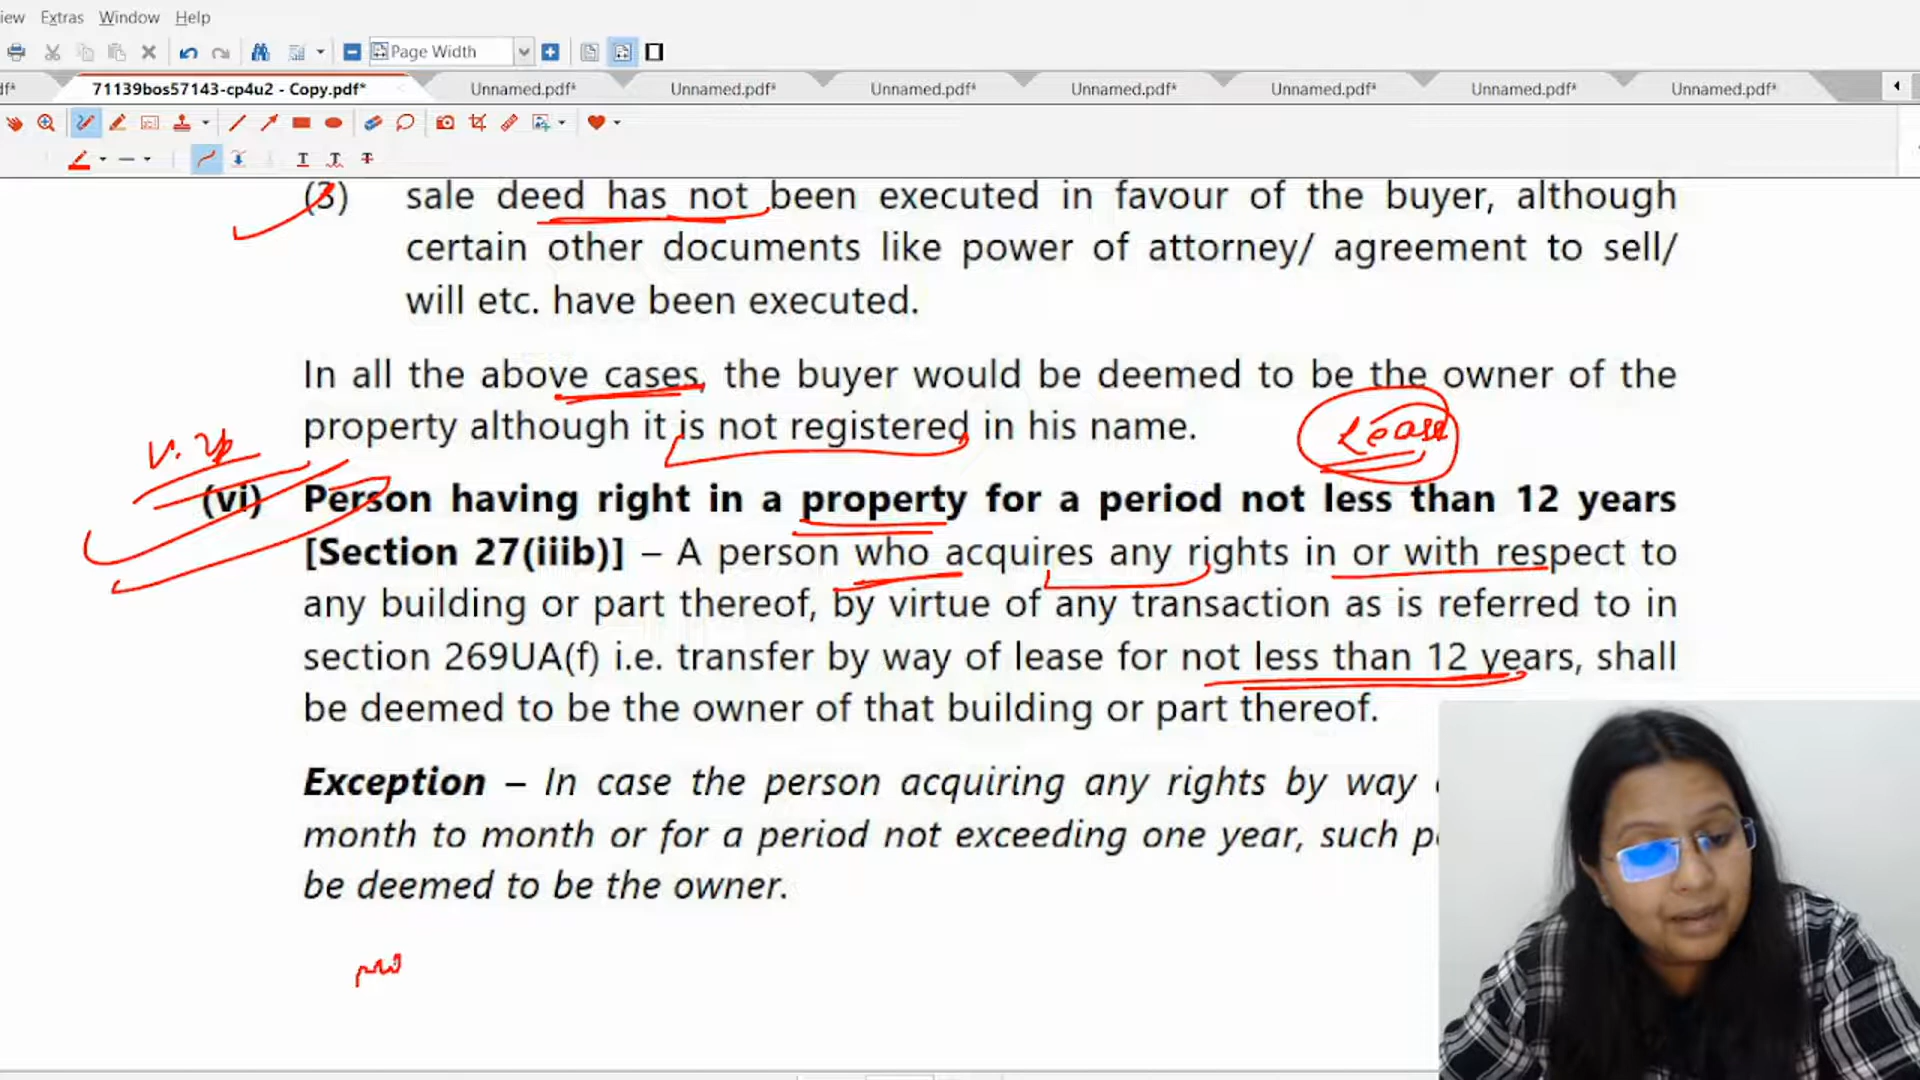 iew Extras Window Help
Page Width
df* 71139bos57143-cp4u2 - Copy.pdf* Unnamed.pdf* Unnamed.pdf* Unnamed.pdf* Unnamed.pdf* Unnamed.pdf* Unnamed.pdf* Unnamed.pdf*
T T T
(3) sale deed has not been executed in favour of the buyer, although
certain other documents like power of attorney/ agreement to sell/
will etc. have been executed.
In all the above cases, the buyer would be deemed to be the owner of the
property although it is not registered in his name.
Lease
(vi) Person having right in a property for a period not less than 12 years
[Section 27(iiib)] – A person who acquires any rights in or with respect to
any building or part thereof, by virtue of any transaction as is referred to in
section 269UA(f) i.e. transfer by way of lease for not less than 12 years, shall
be deemed to be the owner of that building or part thereof.
Exception – In case the person acquiring any rights by way
month to month or for a period not exceeding one year, such
be deemed to be the owner.